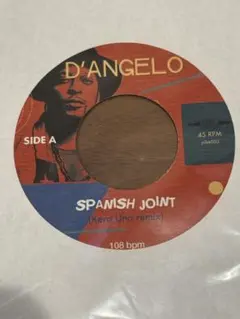 D'ANGELO
SIDE A
45 RPM
SPANISH JOINT
remix)
108 bpm